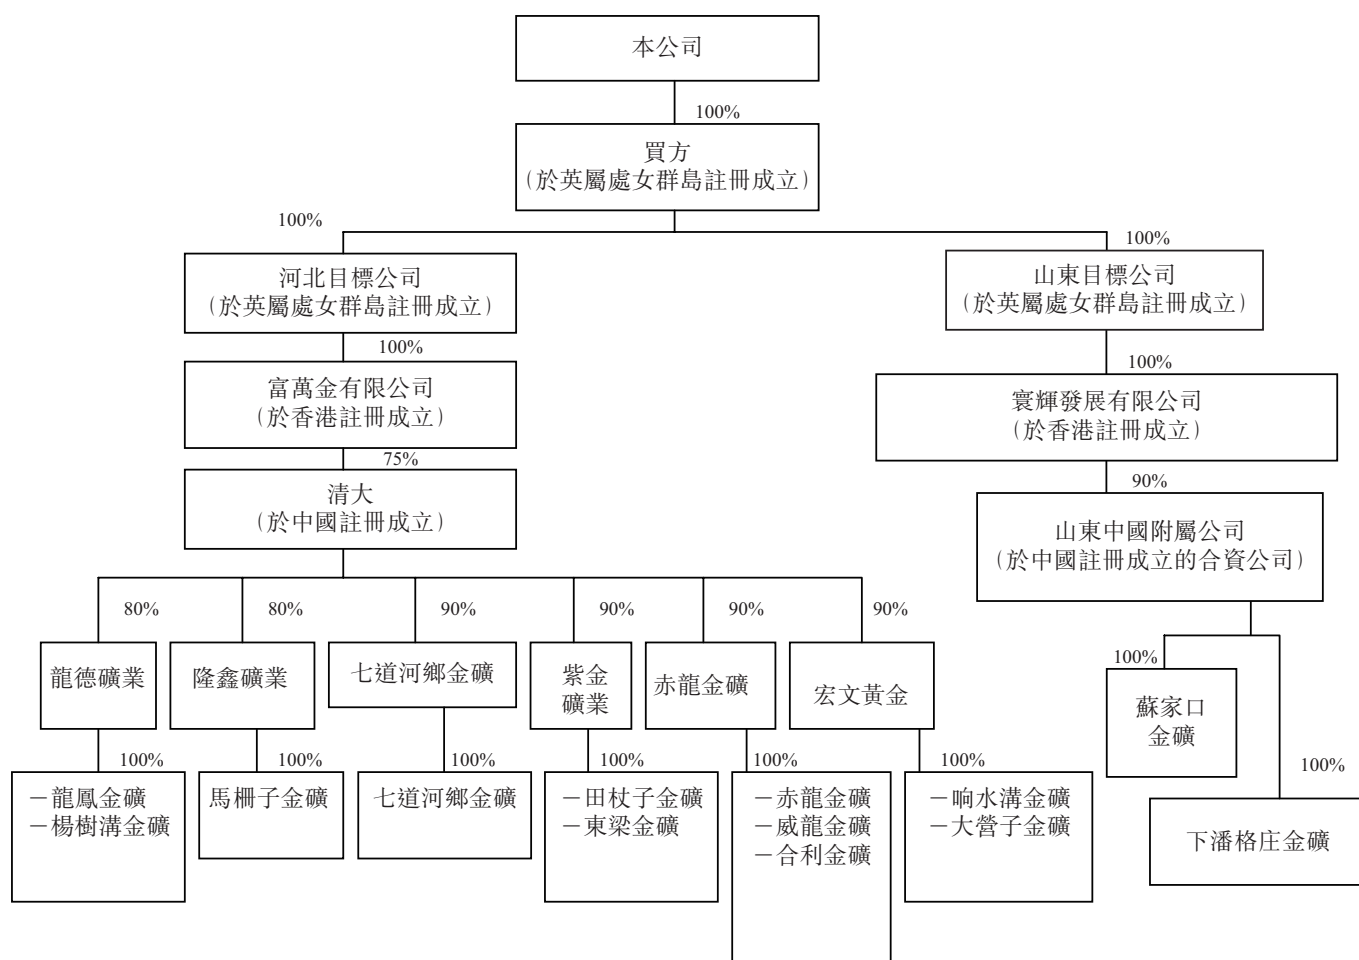 本公司
100%
買方
（於英屬處女群島註冊成立）
100%
100%
河北目標公司
（於英屬處女群島註冊成立）
山東目標公司
（於英屬處女群島註冊成立）
100%
100%
富萬金有限公司
（於香港註冊成立）
寰輝發展有限公司
（於香港註冊成立）
75%
90%
清大
（於中國註冊成立）
山東中國附屬公司
（於中國註冊成立的合資公司）
80%
80%
90%
90%
90%
90%
龍德礦業
隆鑫礦業
七道河鄉金礦
紫金
礦業
赤龍金礦
宏文黃金
100%
蘇家口
金礦
100%
100%
100%
100%
100%
100%
100%
－龍鳳金礦
－楊樹溝金礦
馬柵子金礦
七道河鄉金礦
－田杖子金礦
－東梁金礦
－赤龍金礦
－威龍金礦
－合利金礦
－响水溝金礦
－大營子金礦
下潘格庄金礦